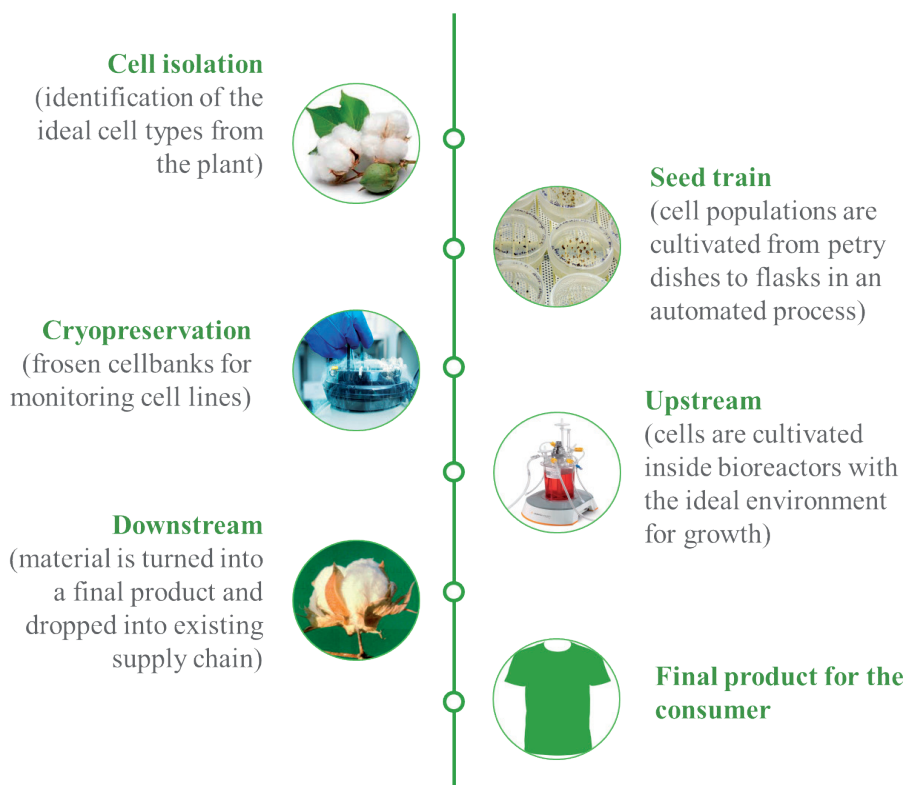 Cell isolation
(identification of the
ideal cell types from
the plant)
Seed train
(cell populations are
cultivated from petry
dishes to flasks in an
automated process)
Cryopreservation
(frozen cellbanks for
monitoring cell lines)
Upstream
(cells are cultivated
inside bioreactors with
the ideal environment
for growth)
Downstream
(material is turned into
a final product and
dropped into existing
supply chain)
Final product for the
consumer